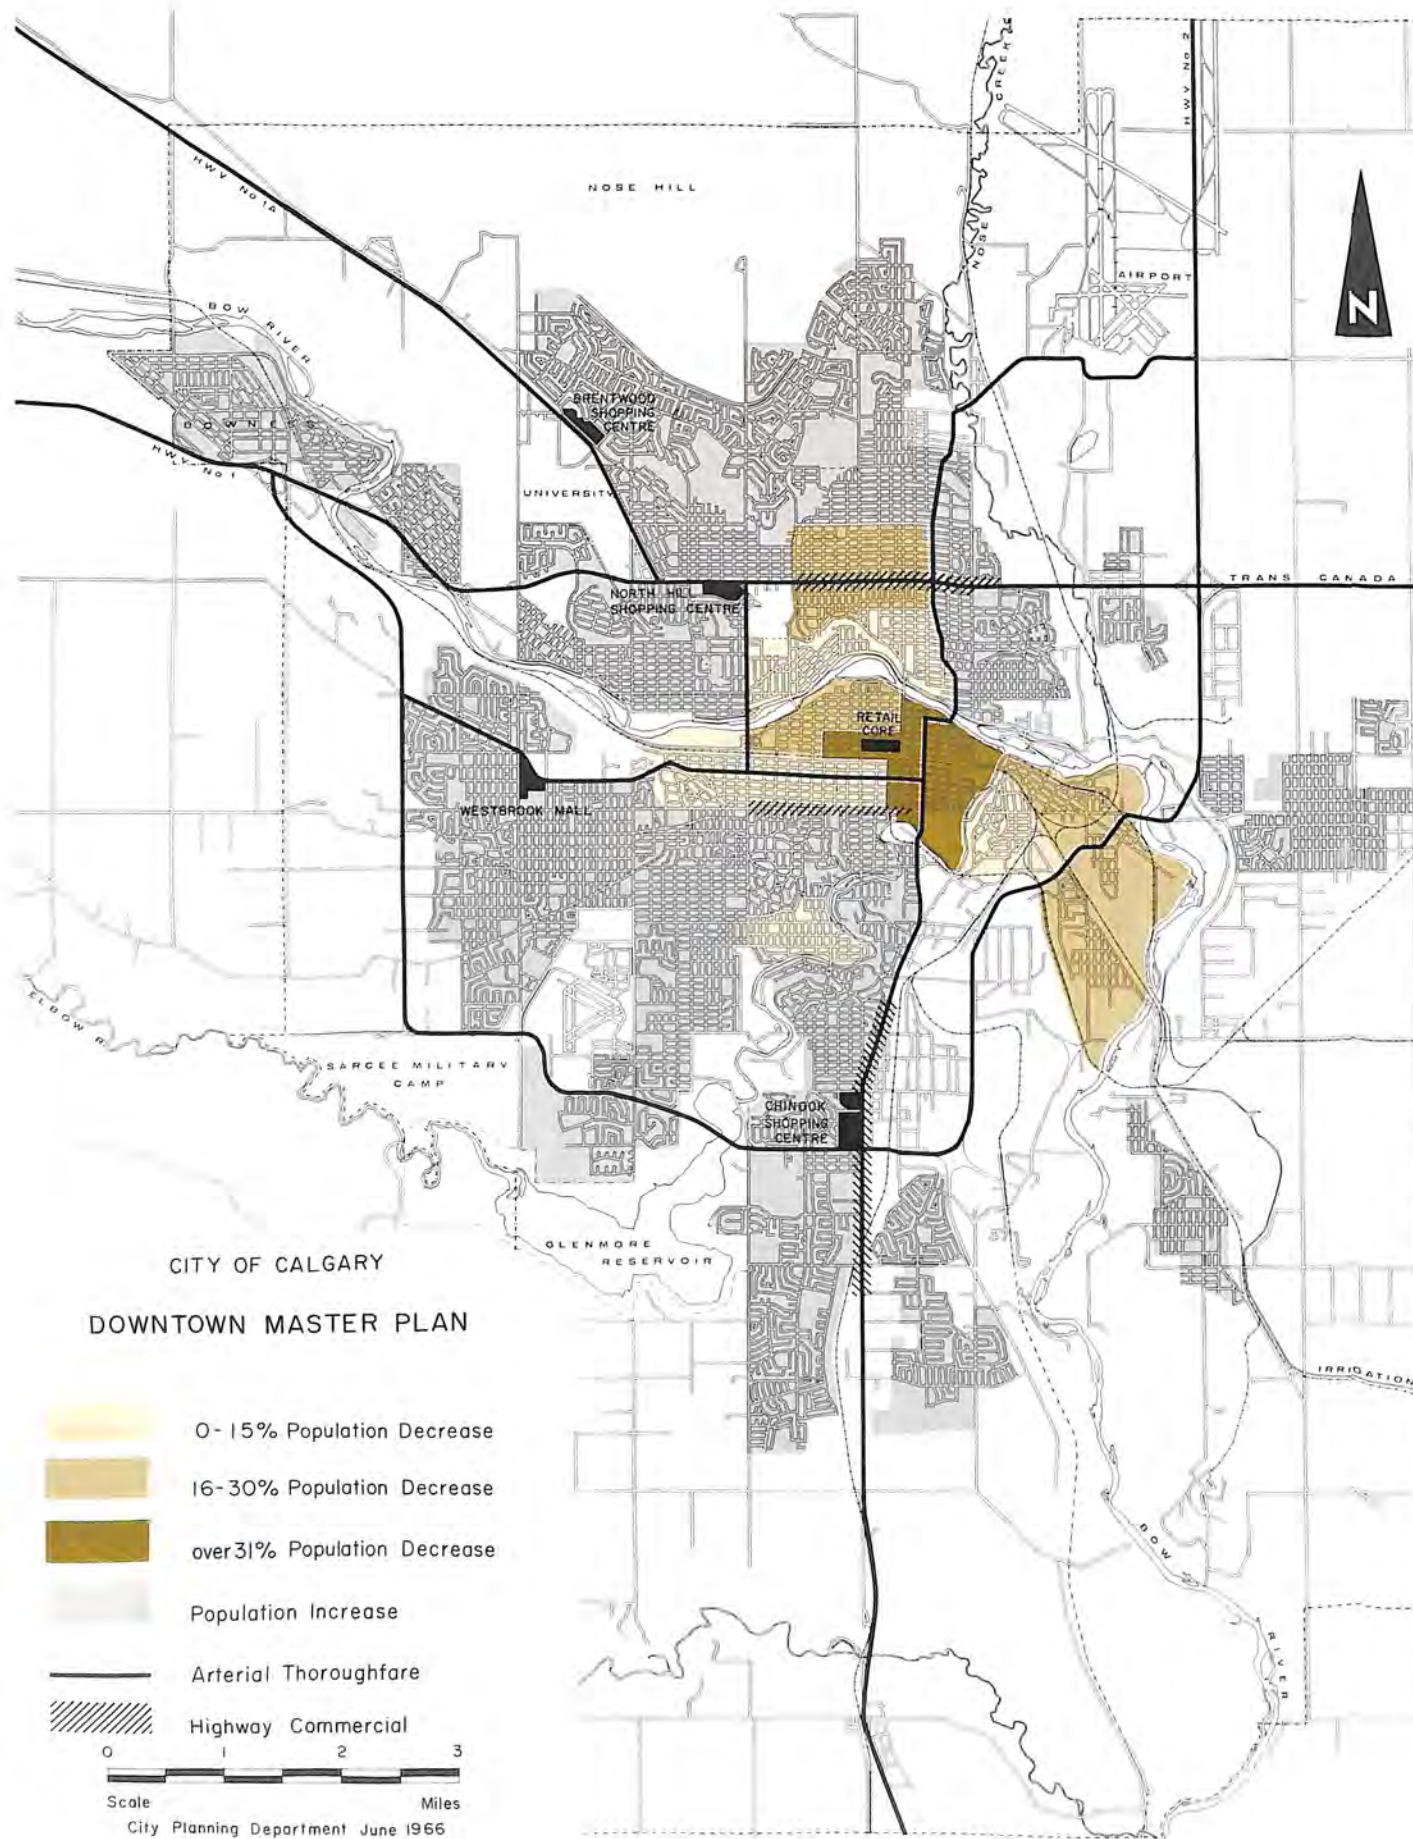 CREEK
HWY No 2
HWY No 1A
NOSE HILL
NOSE
AIRPORT
N
BOW RIVER
BRENTWOOD
SHOPPING
CENTRE
BOWNESS
HWY No 1
UNIVERSITY
TRANS CANADA
NORTH HILL
SHOPPING CENTRE
RETAIL
CORE
WESTBROOK MALL
ELBOW R
SARCEE MILITARY
CAMP
CHINOOK
SHOPPING
CENTRE
GLENMORE
RESERVOIR
IRRIGATION
BOW
RIVER
CITY OF CALGARY
DOWNTOWN MASTER PLAN
0-15% Population Decrease
16-30% Population Decrease
over 31% Population Decrease
Population Increase
Arterial Thoroughfare
Highway Commercial
0 1 2 3
Scale Miles
City Planning Department June 1966